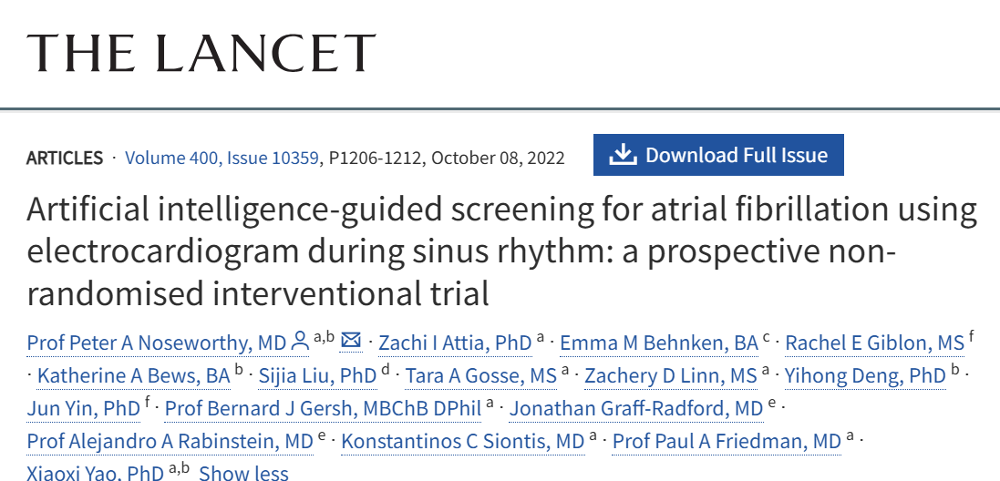 THE LANCET
ARTICLES · Volume 400, Issue 10359, P1206-1212, October 08, 2022 Download Full Issue
Artificial intelligence-guided screening for atrial fibrillation using
electrocardiogram during sinus rhythm: a prospective non-
randomised interventional trial
Prof Peter A Noseworthy, MD a,b · Zachi I Attia, PhD a · Emma M Behnken, BA c · Rachel E Giblon, MS f
· Katherine A Bews, BA b · Sijia Liu, PhD d · Tara A Gosse, MS a · Zachery D Linn, MS a · Yihong Deng, PhD b ·
Jun Yin, PhD f · Prof Bernard J Gersh, MBChB DPhil a · Jonathan Graff-Radford, MD e ·
Prof Alejandro A Rabinstein, MD e · Konstantinos C Siontis, MD a · Prof Paul A Friedman, MD a ·
Xiaoxi Yao, PhD a,b Show less